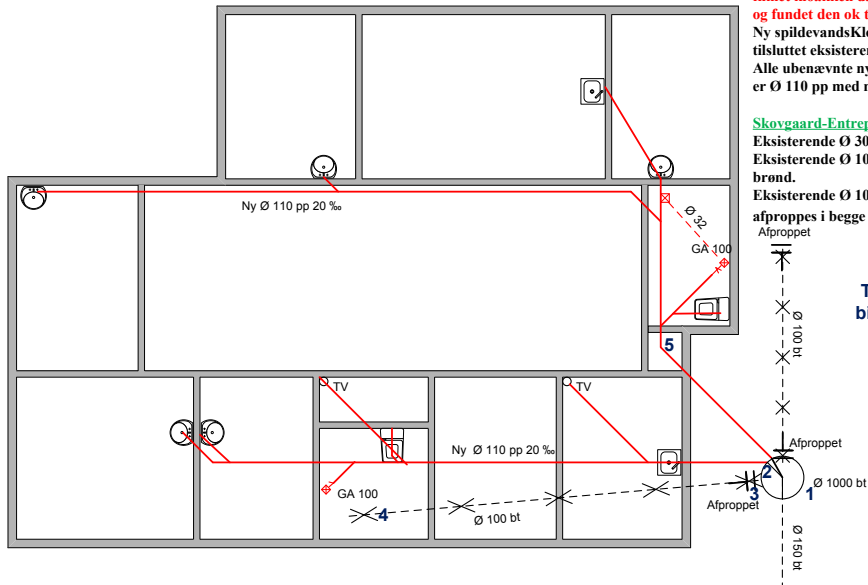 og fundet den ok t
Ny spildevandsKl
tilsluttet eksistere
Alle ubenævnte ny
er Ø 110 pp med
Skovgaard-Entrep
Eksisterende Ø 30
Eksisterende Ø 10
brønd.
Eksisterende Ø 10
afproppes i begge
Afproppet
Ny Ø 110 pp 20 ‰
Ø 32
GA 100
T
bi
Ø 100 bt
5
TV
TV
Ny Ø 110 pp 20 ‰
Afproppet
2
1
Ø 1000 bt
3
GA 100
Afproppet
4
Ø 100 bt
Ø 150 bt